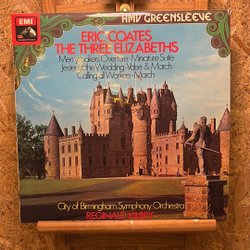 HMV GREENSLEEVE
EMI
ERIC COATES
THE THREE ELIZABETHS
Merrymakers Overture · Miniature Suite
Jester at the Wedding - Valse & March
Calling all Workers - March
City of Birmingham Symphony Orchestra
REGINALD KILBEY